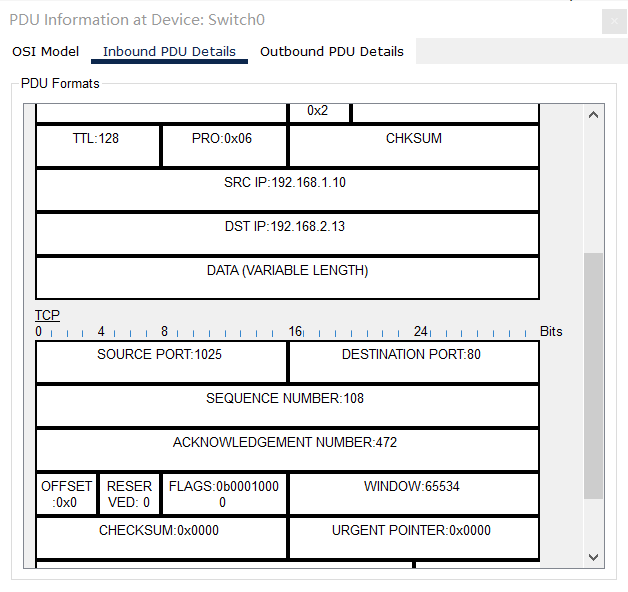 PDU Information at Device: Switch0
OSI Model Inbound PDU Details Outbound PDU Details
PDU Formats
0x2
TTL:128 PRO:0x06 CHKSUM
SRC IP:192.168.1.10
DST IP:192.168.2.13
DATA (VARIABLE LENGTH)
TCP
0 4 8 16 24 Bits
SOURCE PORT:1025 DESTINATION PORT:80
SEQUENCE NUMBER:108
ACKNOWLEDGEMENT NUMBER:472
OFFSET RESER FLAGS:0b0001000 WINDOW:65534
:0x0 VED: 0 0
CHECKSUM:0x0000 URGENT POINTER:0x0000